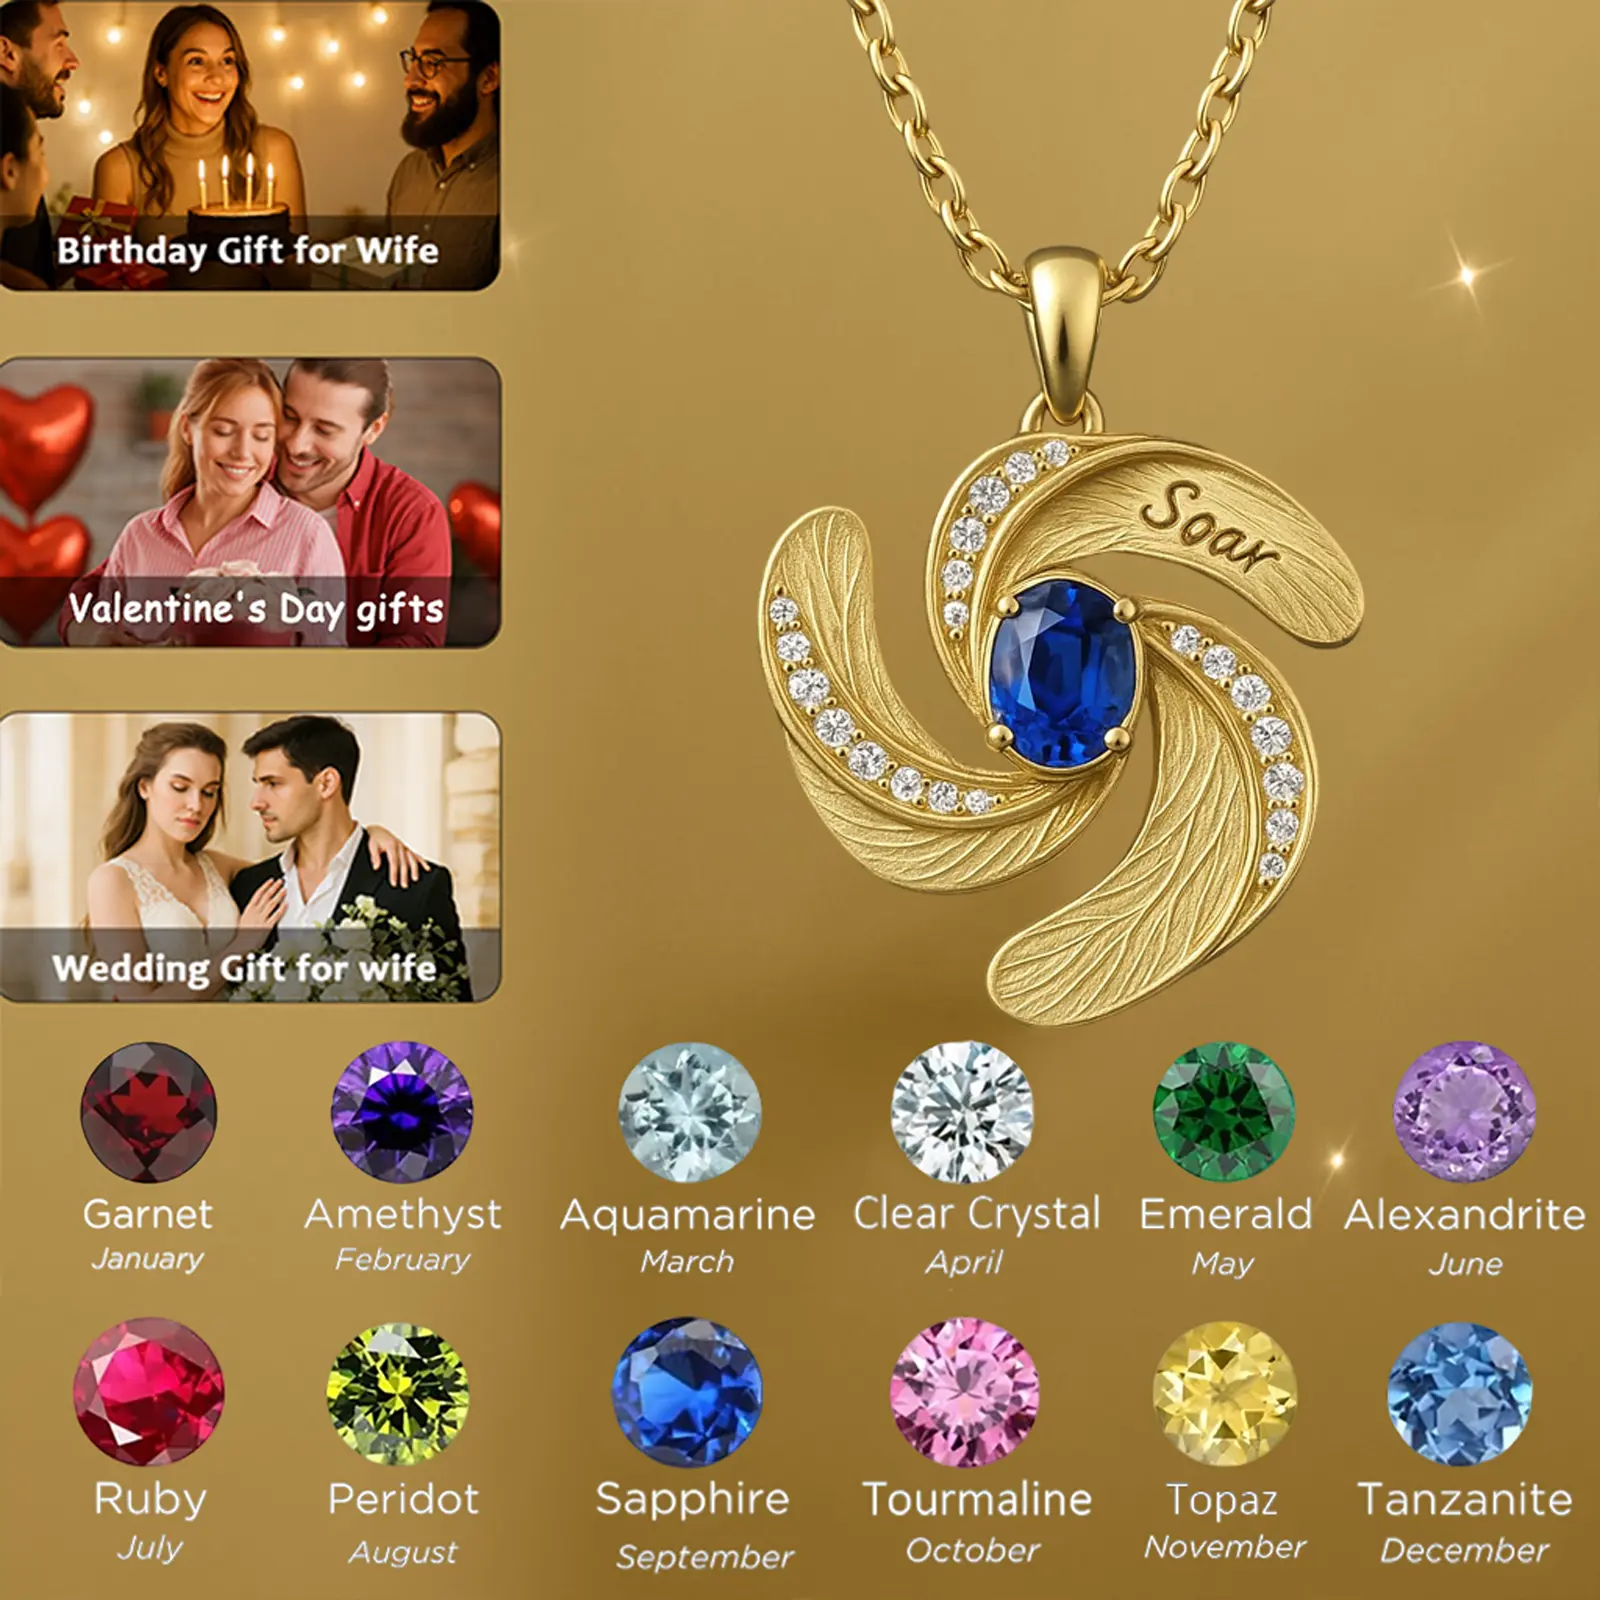 Birthday Gift for Wife
Valentine's Day gifts
Wedding Gift for wife
Soar
Garnet
January
Amethyst
February
Aquamarine
March
Clear Crystal
April
Emerald
May
Alexandrite
June
Ruby
July
Peridot
August
Sapphire
September
Tourmaline
October
Topaz
November
Tanzanite
December